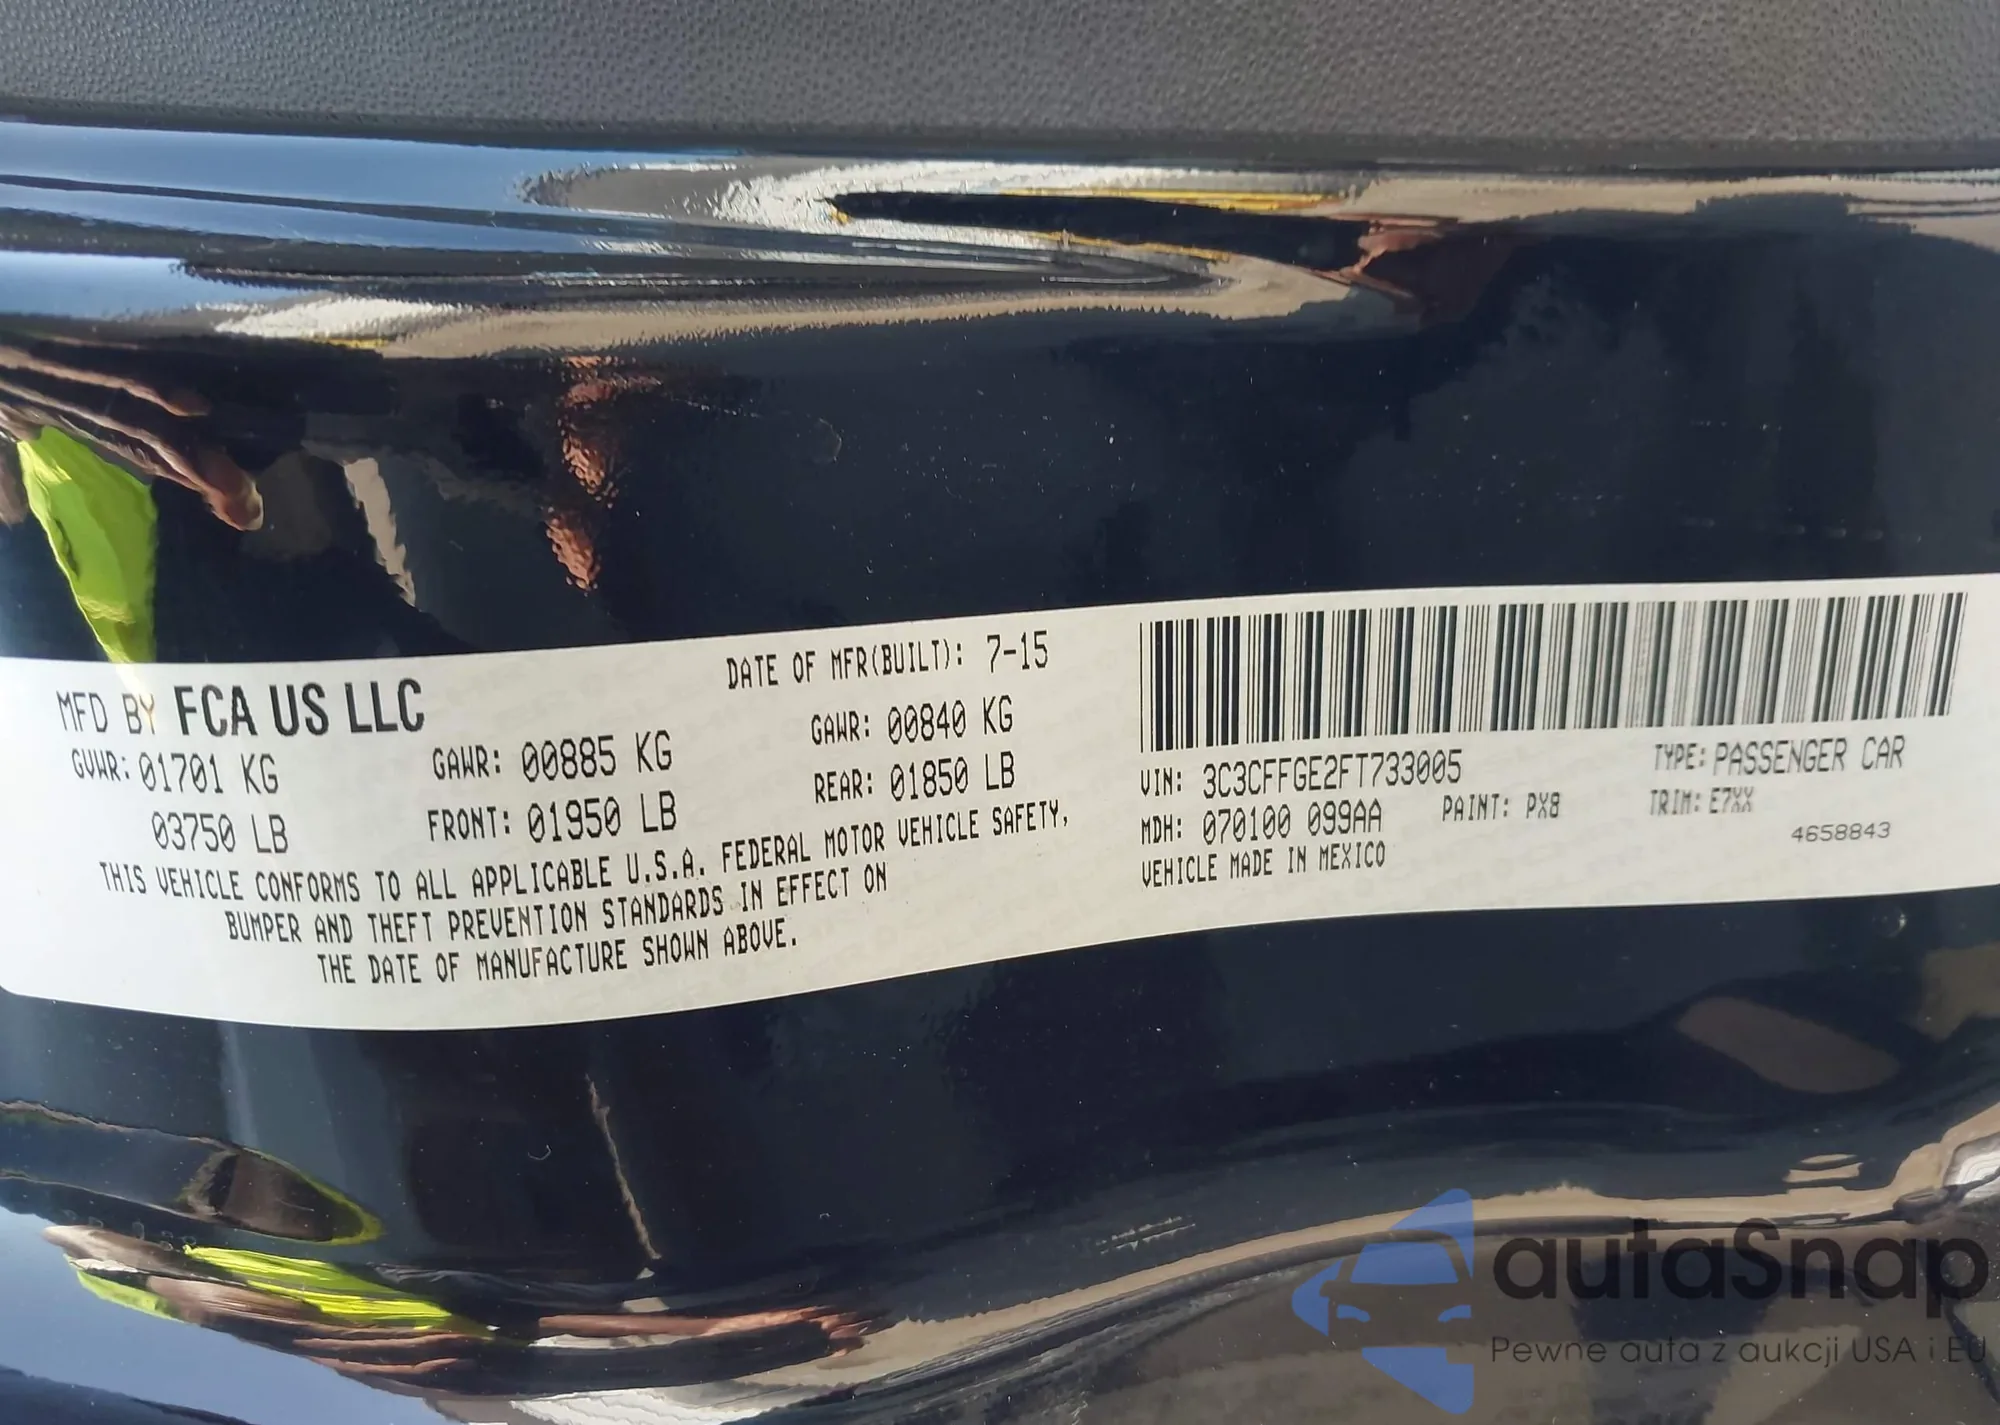 MFD BY FCA US LLC
DATE OF MFR(BUILT): 7-15
GVWR: 01701 KG
03750 LB
GAWR: 00885 KG
FRONT: 01950 LB
GAWR: 00840 KG
REAR: 01850 LB
THIS VEHICLE CONFORMS TO ALL APPLICABLE U.S.A. FEDERAL MOTOR VEHICLE SAFETY,
BUMPER AND THEFT PREVENTION STANDARDS IN EFFECT ON
THE DATE OF MANUFACTURE SHOWN ABOVE.
VIN: 3C3CFFGE2FT733005
TYPE: PASSENGER CAR
MDH: 070100 099AA
PAINT: PX8
TRIM: E7XX
VEHICLE MADE IN MEXICO
4658843
autaSnap
Pewne auta z aukcji USA i EU